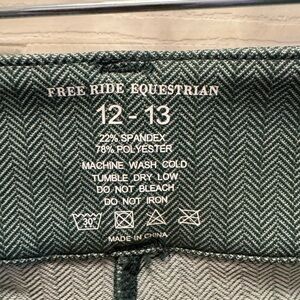 FREE RIDE EQUESTRIAN
12 - 13
22% SPANDEX
78% POLYESTER
MACHINE WASH COLD
TUMBLE DRY LOW
DO NOT BLEACH
DO NOT IRON
30°
MADE IN CHINA